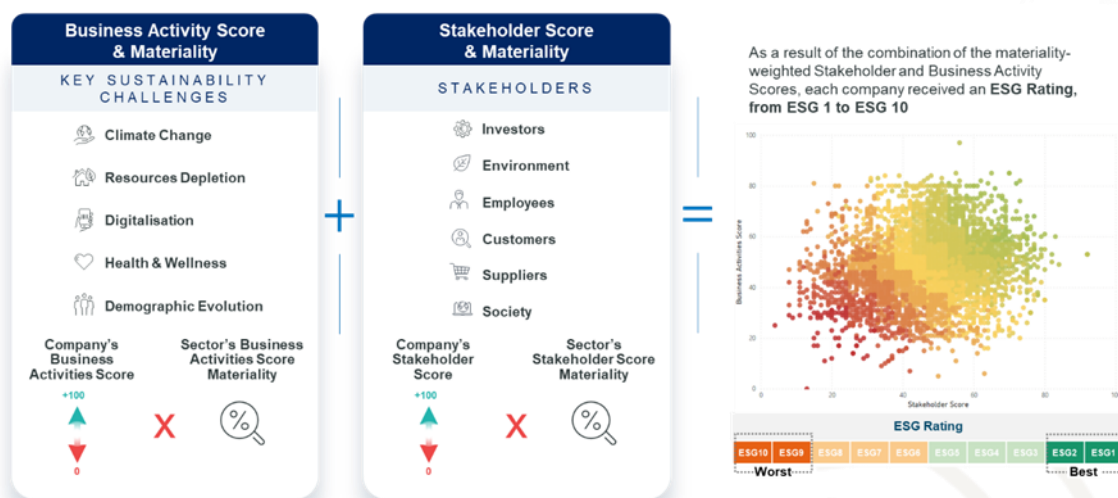 Business Activity Score
& Materiality
KEY SUSTAINABILITY
CHALLENGES
Climate Change
Resources Depletion
Digitalisation
Health & Wellness
Demographic Evolution
Company's
Business
Activities Score
+100
0
X
Sector's Business
Activities Score
Materiality
%
+
Stakeholder Score
& Materiality
STAKEHOLDERS
Investors
Environment
Employees
Customers
Suppliers
Society
Company's
Stakeholder
Score
+100
0
X
Sector's
Stakeholder Score
Materiality
%
=
As a result of the combination of the materiality-
weighted Stakeholder and Business Activity
Scores, each company received an ESG Rating,
from ESG 1 to ESG 10
Business Activities Score
100
80
60
40
20
0
0 20 40 60 80
Stakeholder Score
ESG Rating
ESG10 ESG9 ESG8 ESG7 ESG6 ESG5 ESG4 ESG3 ESG2 ESG1
Worst Best